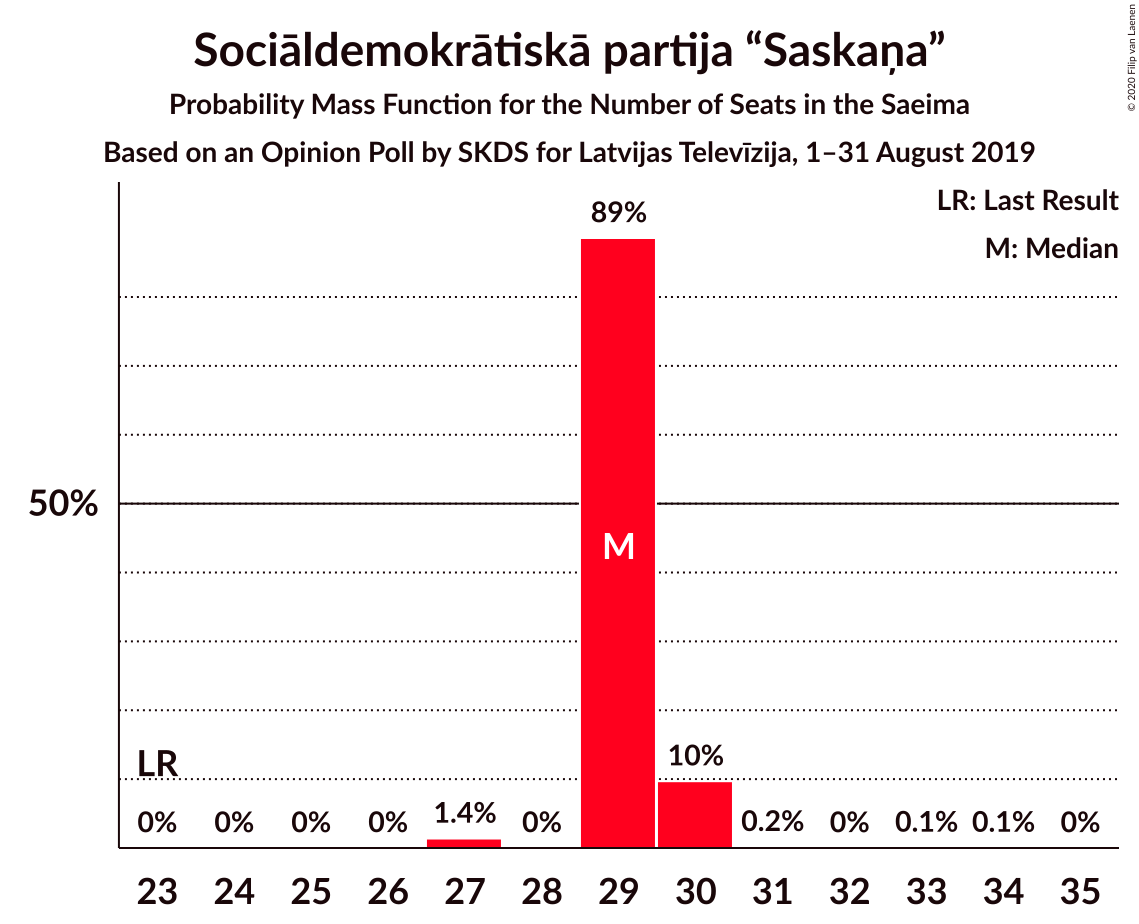 Sociāldemokrātiskā partija “Saskaņa”
Probability Mass Function for the Number of Seats in the Saeima
Based on an Opinion Poll by SKDS for Latvijas Televīzija, 1–31 August 2019
© 2020 Filip van Laenen
LR: Last Result
M: Median
89%
50%
M
LR
10%
0% 0% 0% 0% 1.4% 0% 0.2% 0% 0.1% 0.1% 0%
23 24 25 26 27 28 29 30 31 32 33 34 35